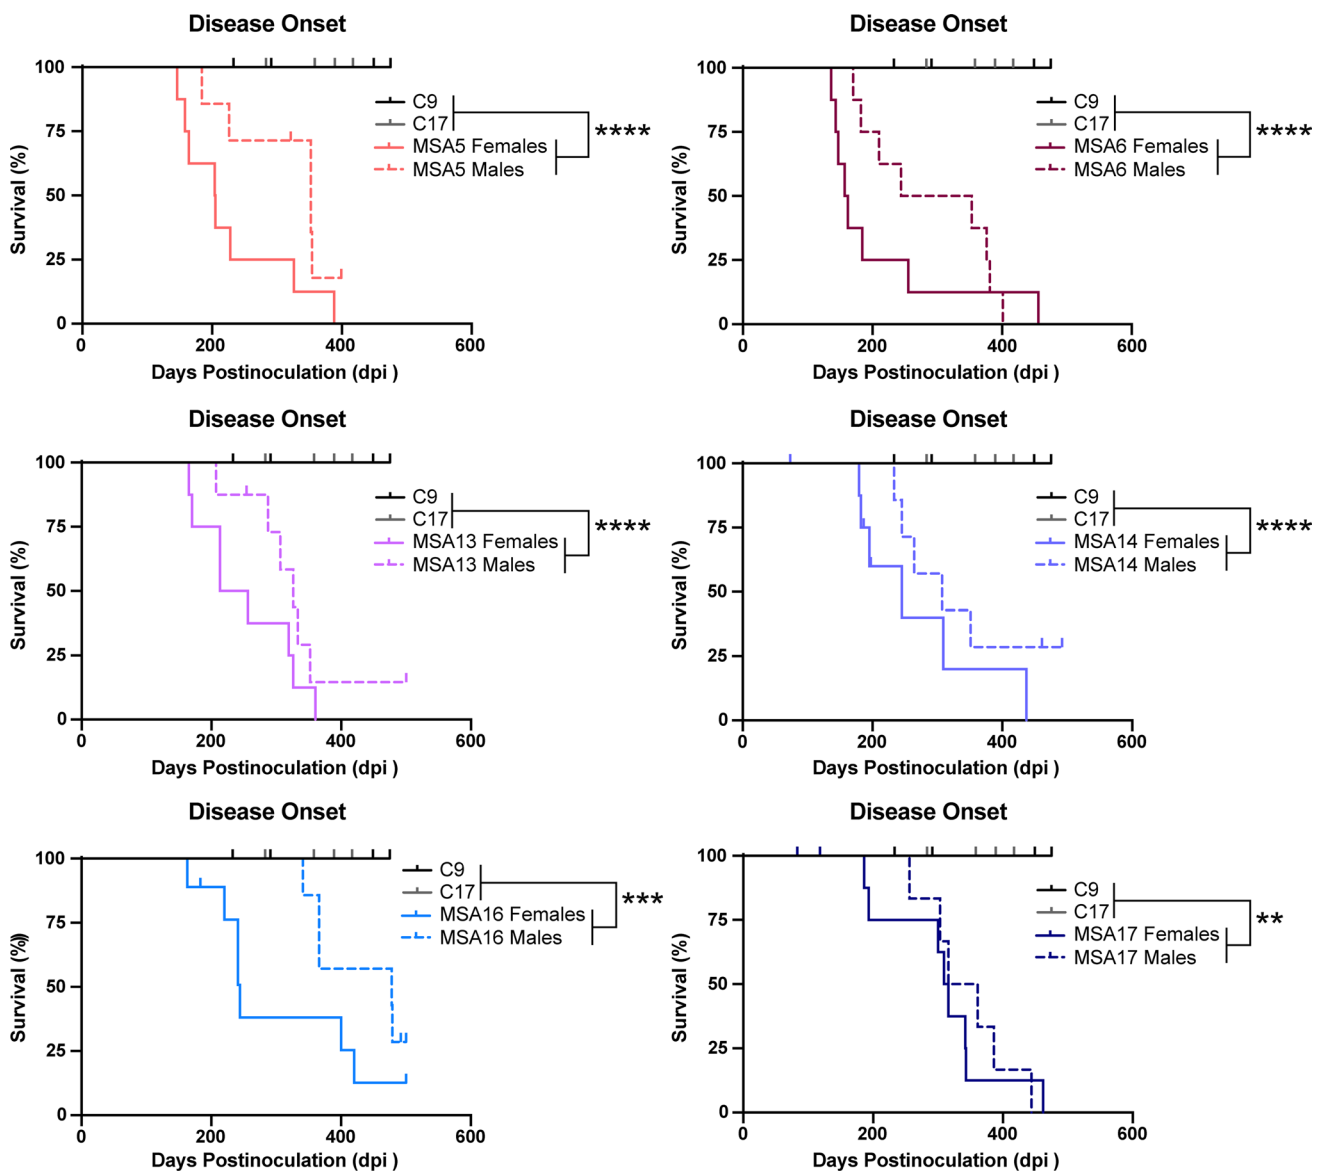 Disease Onset
Survival (%)
100
75
50
25
0
0 200 400 600
Days Postinoculation (dpi )
C9
C17
MSA5 Females
MSA5 Males
****
Disease Onset
Survival (%)
100
75
50
25
0
0 200 400 600
Days Postinoculation (dpi )
C9
C17
MSA6 Females
MSA6 Males
****
Disease Onset
Survival (%)
100
75
50
25
0
0 200 400 600
Days Postinoculation (dpi )
C9
C17
MSA13 Females
MSA13 Males
****
Disease Onset
Survival (%)
100
75
50
25
0
0 200 400 600
Days Postinoculation (dpi )
C9
C17
MSA14 Females
MSA14 Males
****
Disease Onset
Survival (%)
100
75
50
25
0
0 200 400 600
Days Postinoculation (dpi )
C9
C17
MSA16 Females
MSA16 Males
***
Disease Onset
Survival (%)
100
75
50
25
0
0 200 400 600
Days Postinoculation (dpi )
C9
C17
MSA17 Females
MSA17 Males
**